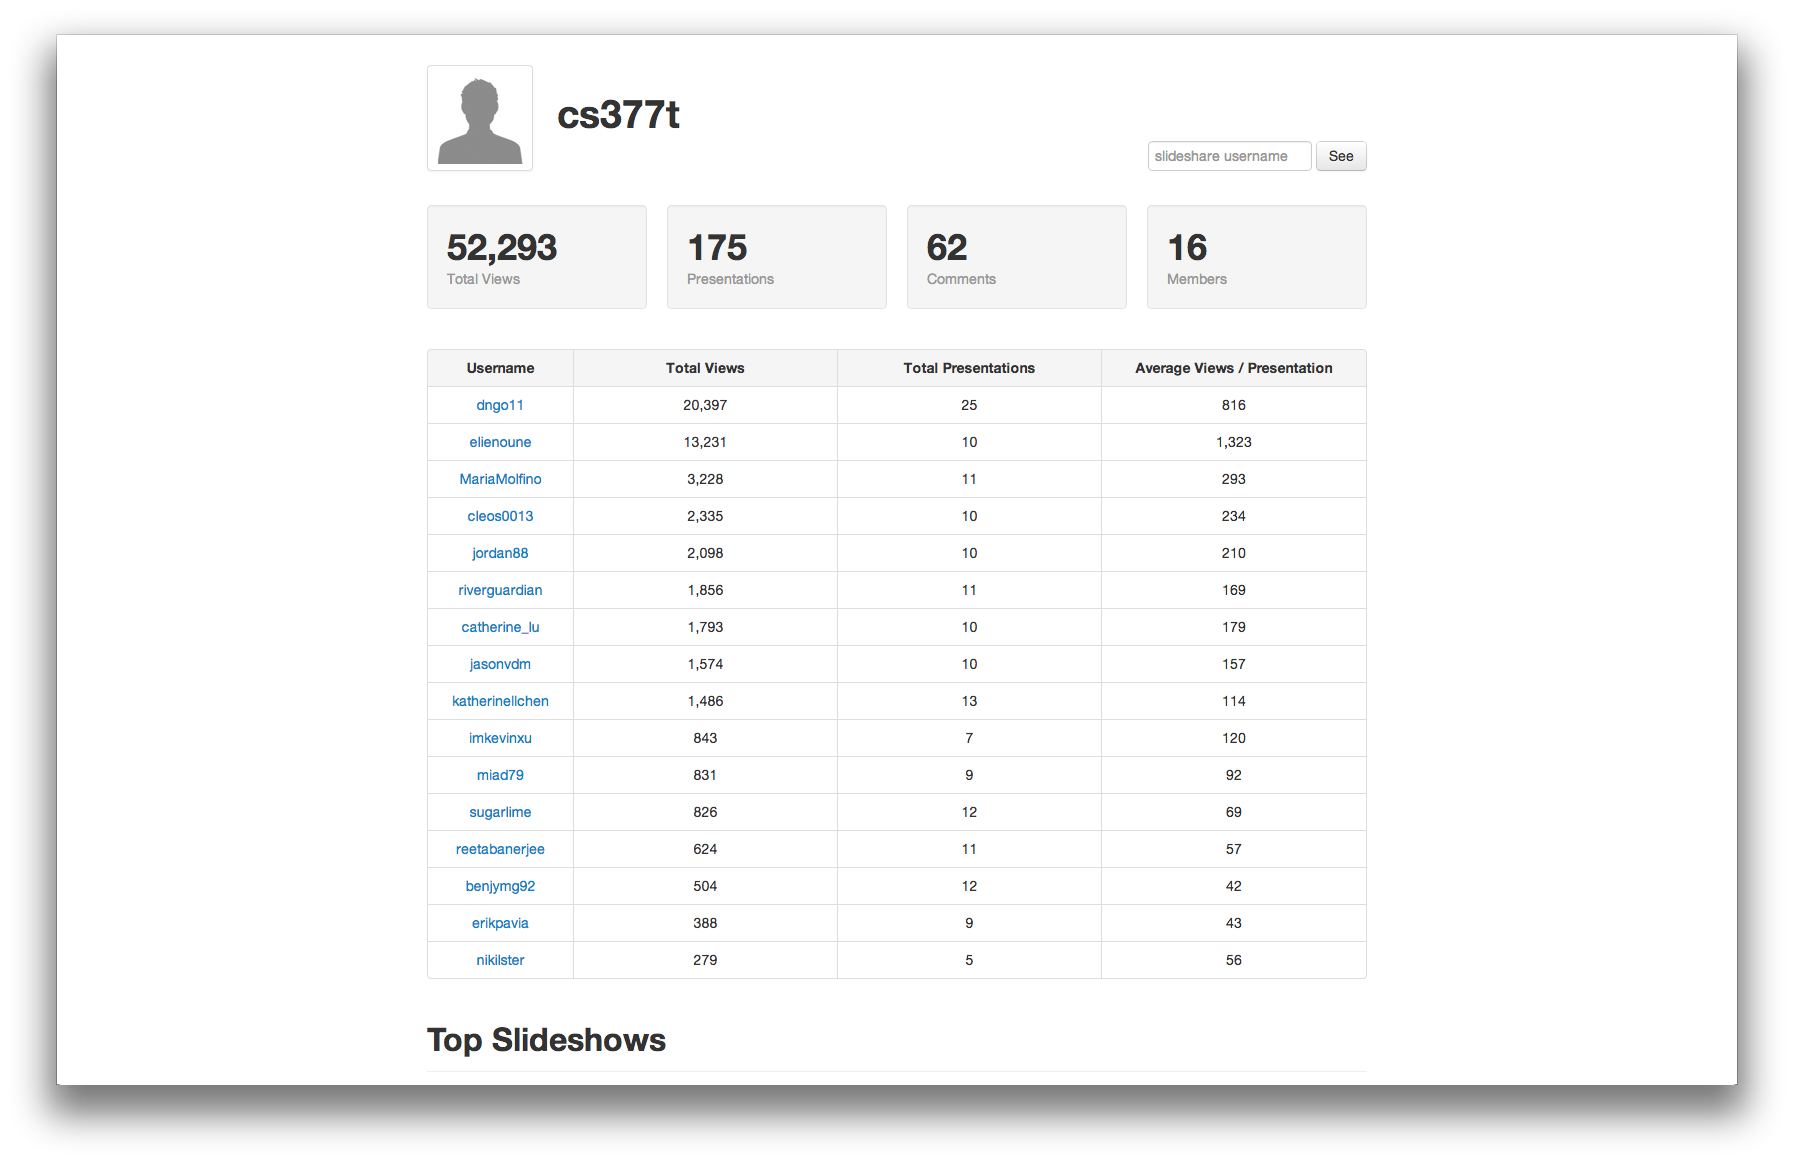 cs377t
slideshare username See
52,293 175 62 16
Total Views Presentations Comments Members
Username Total Views Total Presentations Average Views / Presentation
dngo11 20,397 25 816
elienoune 13,231 10 1,323
MariaMolfino 3,228 11 293
cleos0013 2,335 10 234
jordan88 2,098 10 210
riverguardian 1,856 11 169
catherine_lu 1,793 10 179
jasonvdm 1,574 10 157
katherinellchen 1,486 13 114
imkevinxu 843 7 120
miad79 831 9 92
sugarlime 826 12 69
reetabanerjee 624 11 57
benjymg92 504 12 42
erikpavia 388 9 43
nikilster 279 5 56
Top Slideshows